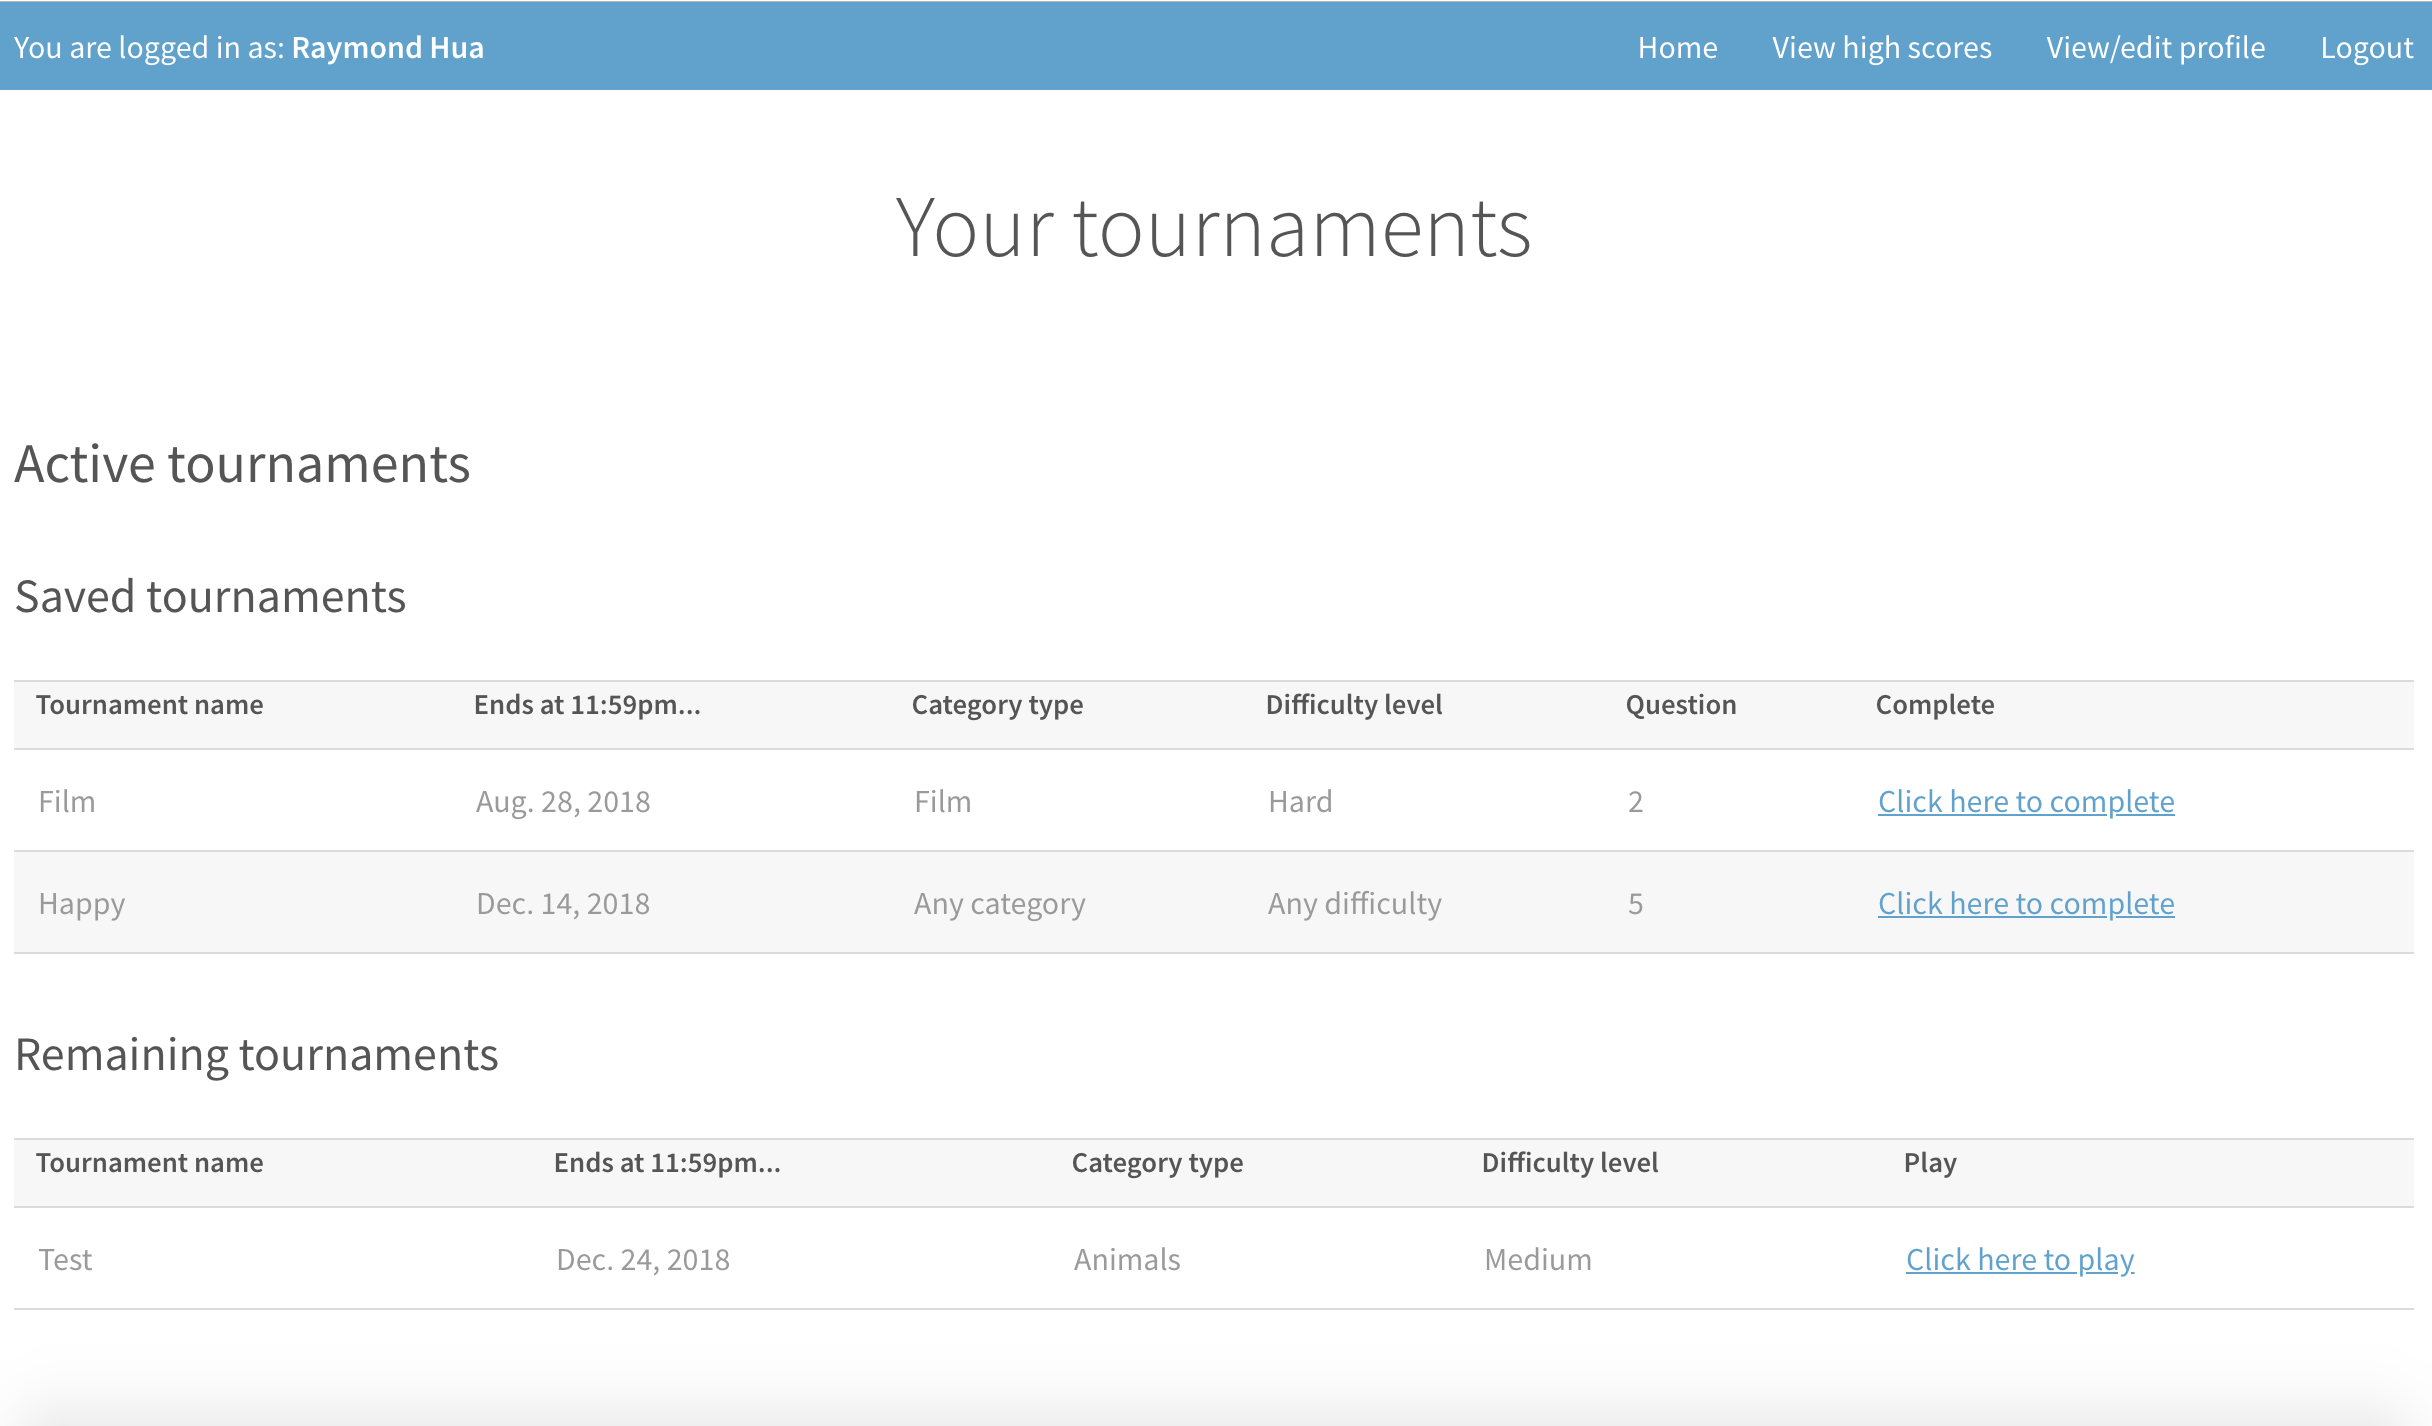 You are logged in as: Raymond Hua Home View high scores View/edit profile Logout
Your tournaments
Active tournaments
Saved tournaments
Tournament name Ends at 11:59pm... Category type Difficulty level Question Complete
Film Aug. 28, 2018 Film Hard 2 Click here to complete
Happy Dec. 14, 2018 Any category Any difficulty 5 Click here to complete
Remaining tournaments
Tournament name Ends at 11:59pm... Category type Difficulty level Play
Test Dec. 24, 2018 Animals Medium Click here to play